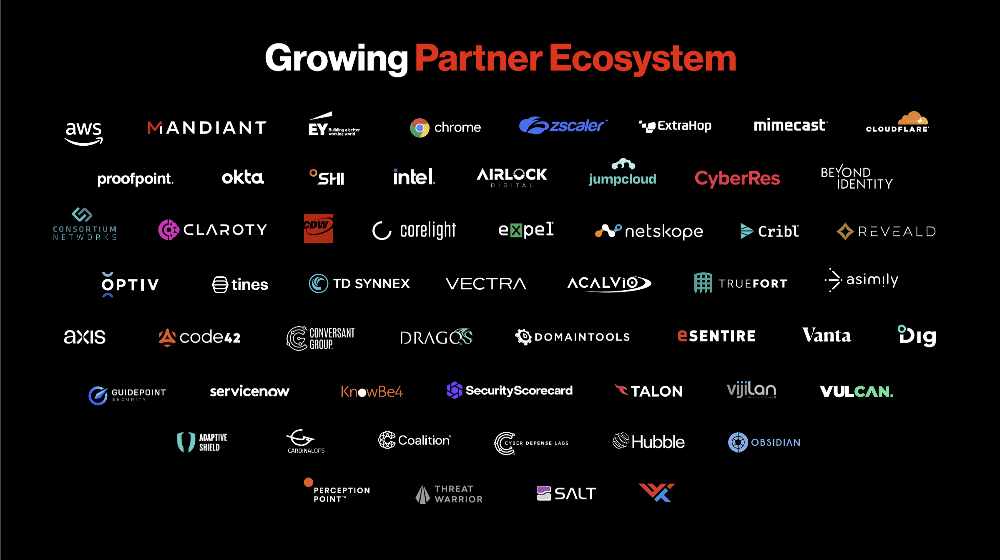 Growing Partner Ecosystem
aws
MANDIANT
EY Building a better
working world
chrome
zscaler™
ExtraHop
mimecast™
CLOUDFLARE®
proofpoint.
okta
SHI
intel®
AIRLOCK
DIGITAL
jumpcloud
CyberRes
BEYOND
IDENTITY
CONSORTIUM
NETWORKS
CLAROTY
CDW®
corelight
expel®
netskope
Cribl®
REVEALD
OPTIV
tines
TD SYNNEX
VECTRA
ACALVIO
TRUEFORT
asimily
axis
code42
CONVERSANT
GROUP.
DRAGOS
DOMAINTOOLS
eSENTIRE
Vanta
Dig
GUIDEPOINT
SECURITY
servicenow
KnowBe4
SecurityScorecard
TALON
vijilan
IT Security. Enabled.
VULCAN.
ADAPTIVE
SHIELD
CARDINALOPS
Coalition®
CYBER DEFENSE LABS
Hubble
OBSIDIAN
PERCEPTION
POINT™
THREAT
WARRIOR
SALT